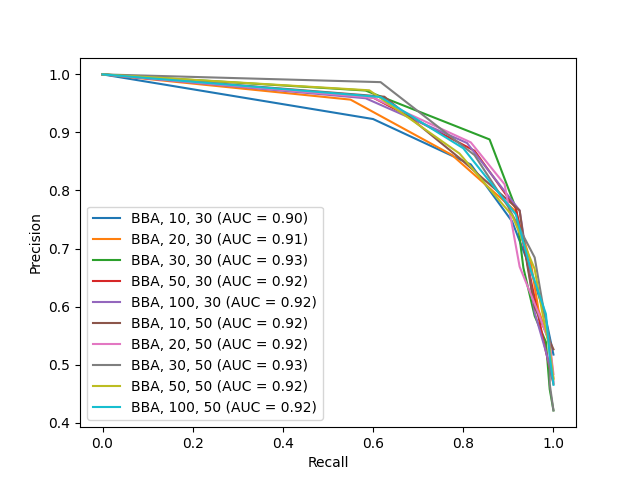 1.0
0.9
0.8
0.7
0.6
0.5
0.4
Precision
BBA, 10, 30 (AUC = 0.90)
BBA, 20, 30 (AUC = 0.91)
BBA, 30, 30 (AUC = 0.93)
BBA, 50, 30 (AUC = 0.92)
BBA, 100, 30 (AUC = 0.92)
BBA, 10, 50 (AUC = 0.92)
BBA, 20, 50 (AUC = 0.92)
BBA, 30, 50 (AUC = 0.93)
BBA, 50, 50 (AUC = 0.92)
BBA, 100, 50 (AUC = 0.92)
0.0 0.2 0.4 0.6 0.8 1.0
Recall